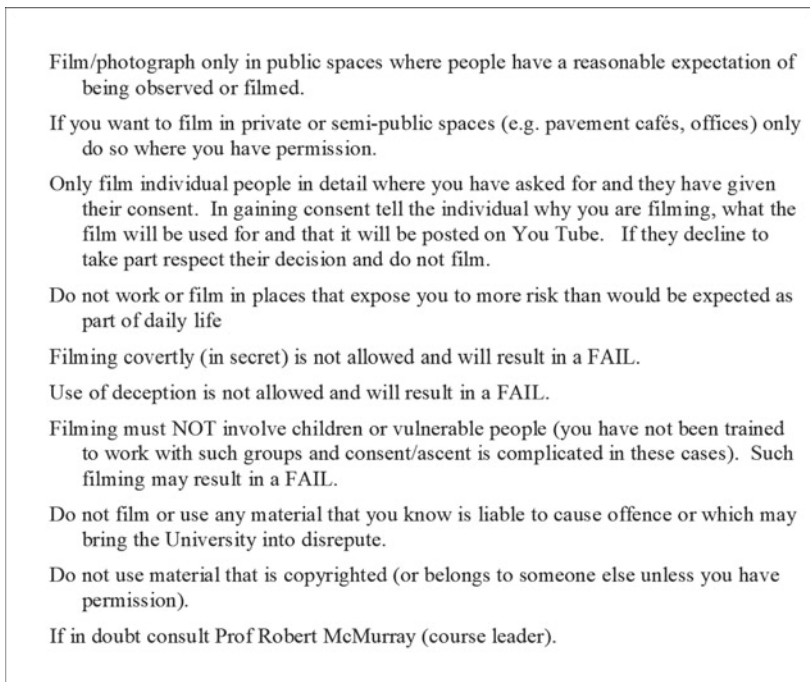 Film/photograph only in public spaces where people have a reasonable expectation of
being observed or filmed.
If you want to film in private or semi-public spaces (e.g. pavement cafés, offices) only
do so where you have permission.
Only film individual people in detail where you have asked for and they have given
their consent.  In gaining consent tell the individual why you are filming, what the
film will be used for and that it will be posted on You Tube.   If they decline to
take part respect their decision and do not film.
Do not work or film in places that expose you to more risk than would be expected as
part of daily life
Filming covertly (in secret) is not allowed and will result in a FAIL.
Use of deception is not allowed and will result in a FAIL.
Filming must NOT involve children or vulnerable people (you have not been trained
to work with such groups and consent/ascent is complicated in these cases).  Such
filming may result in a FAIL.
Do not film or use any material that you know is liable to cause offence or which may
bring the University into disrepute.
Do not use material that is copyrighted (or belongs to someone else unless you have
permission).
If in doubt consult Prof Robert McMurray (course leader).